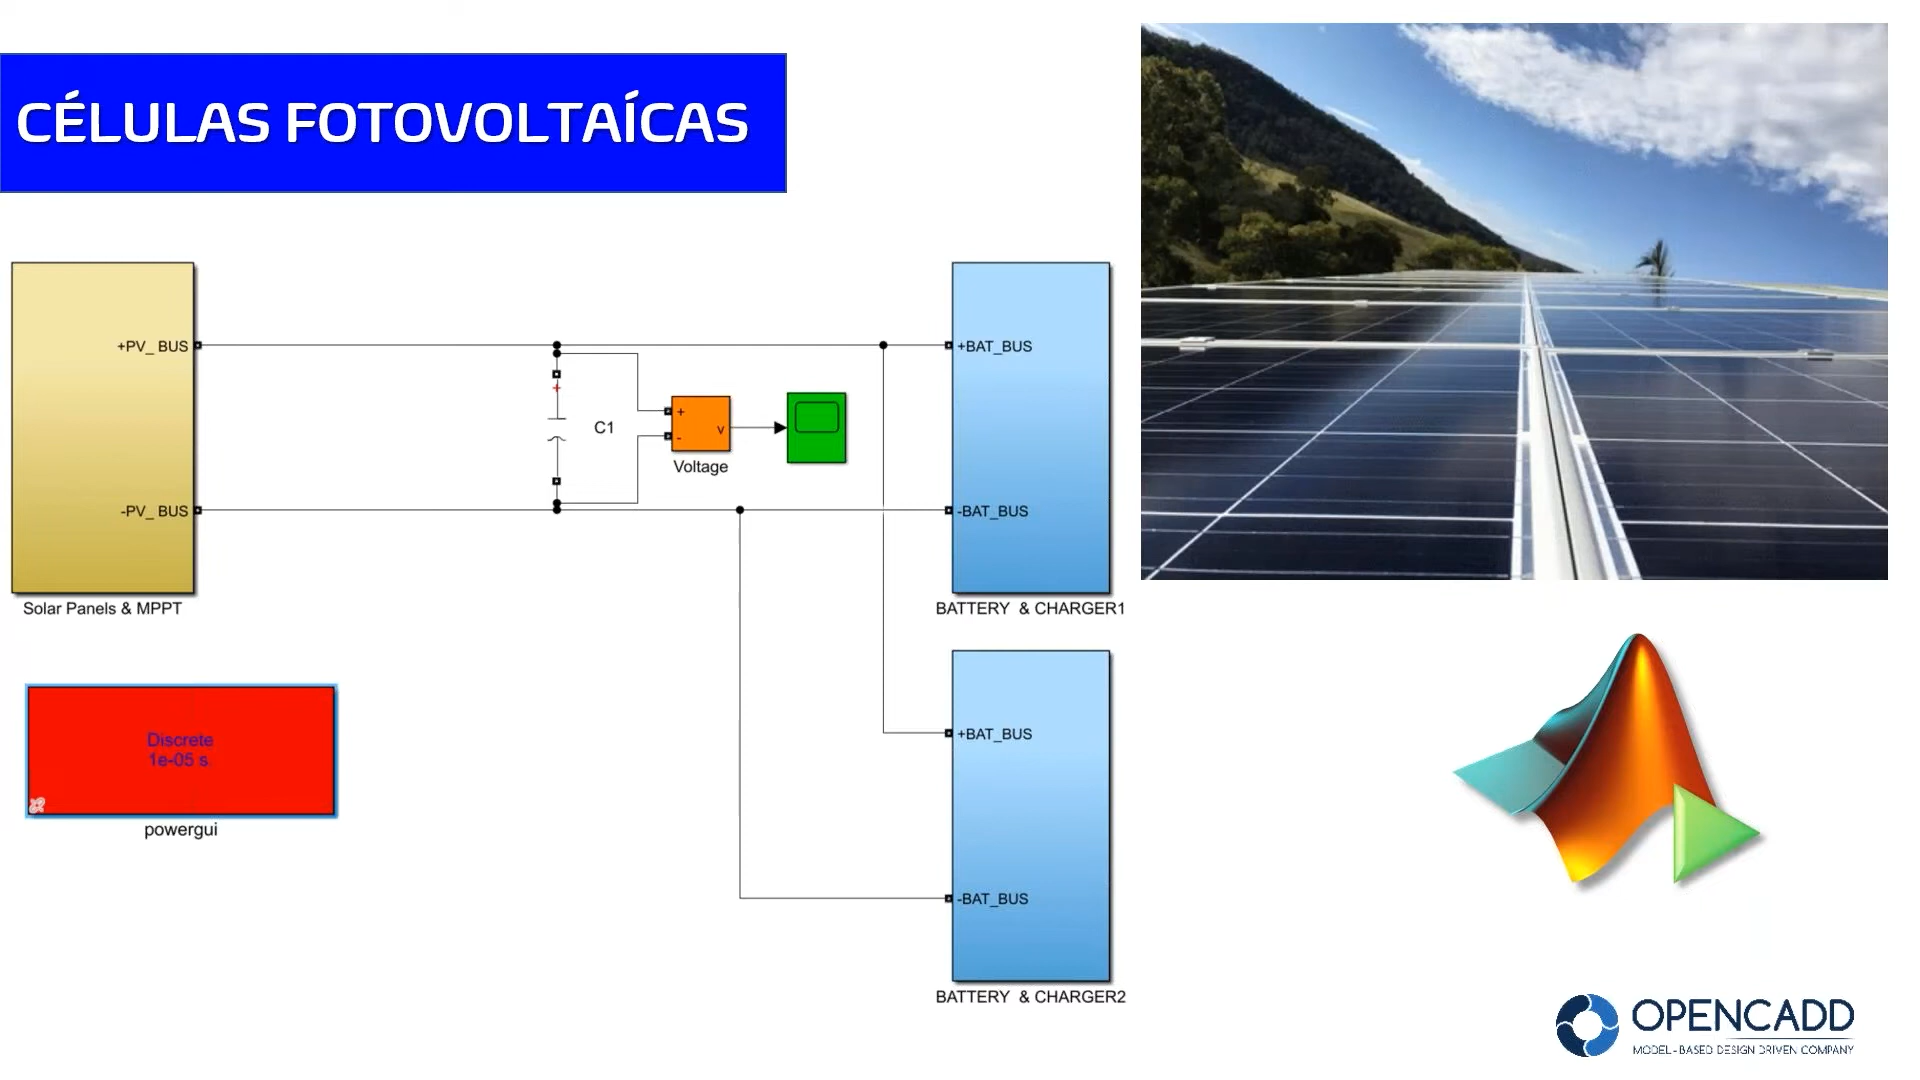 CÉLULAS FOTOVOLTAÍCAS
+PV_ BUS
-PV_ BUS
Solar Panels & MPPT
+
C1
+
-
v
Voltage
+BAT_BUS
-BAT_BUS
BATTERY & CHARGER1
Discrete
1e-05 s.
powergui
+BAT_BUS
-BAT_BUS
BATTERY & CHARGER2
OPENCADD
MODEL-BASED DESIGN DRIVEN COMPANY